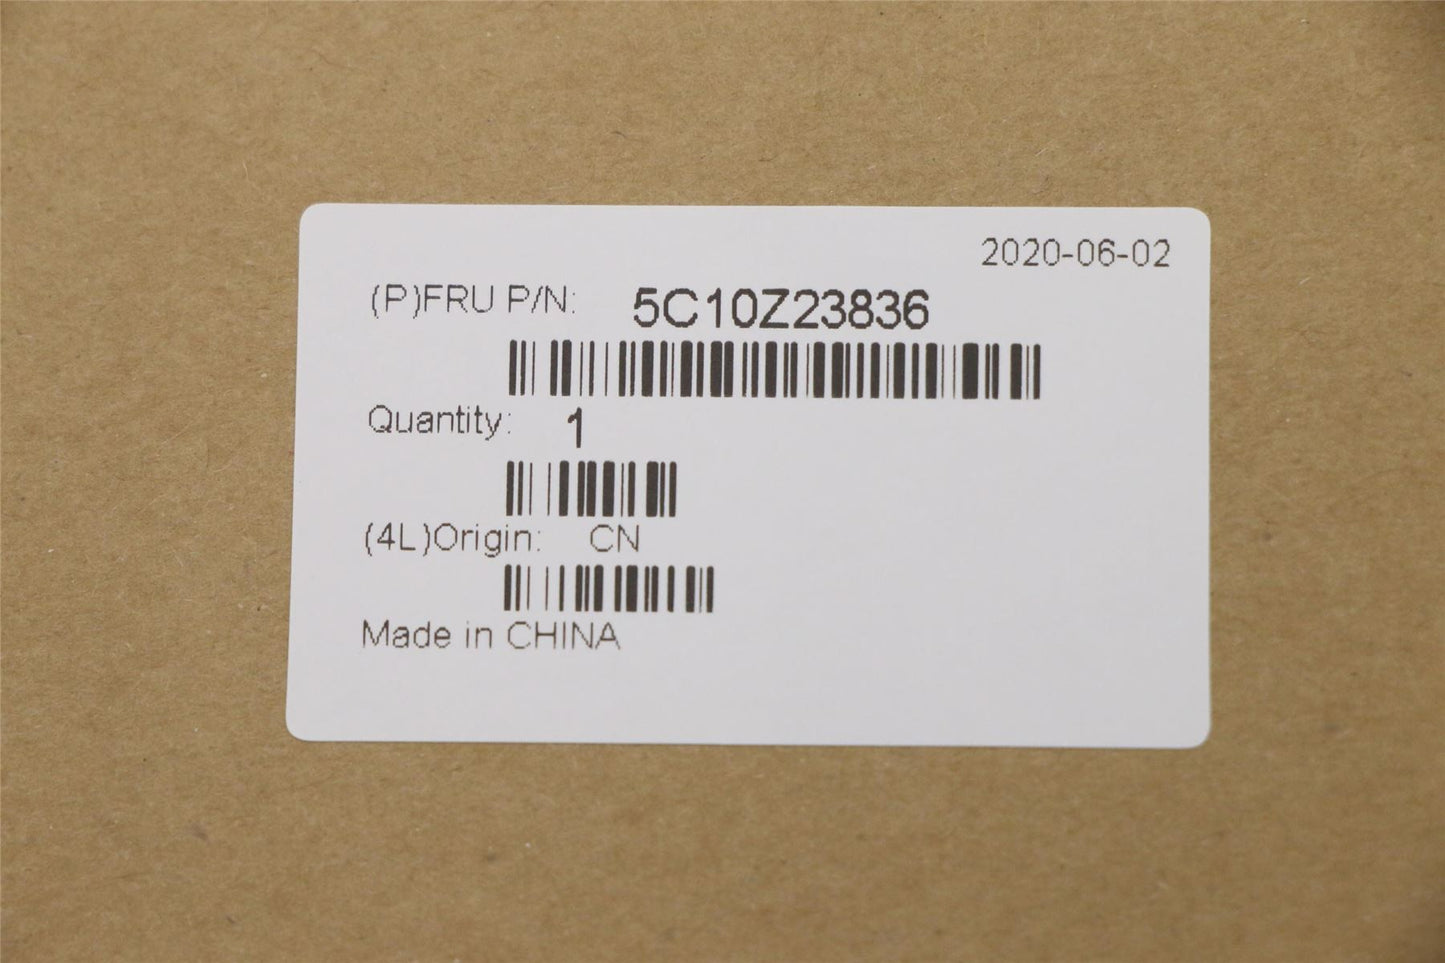 2020-06-02
(P)FRU P/N: 5C10Z23836
Quantity: 1
(4L)Origin: CN
Made in CHINA